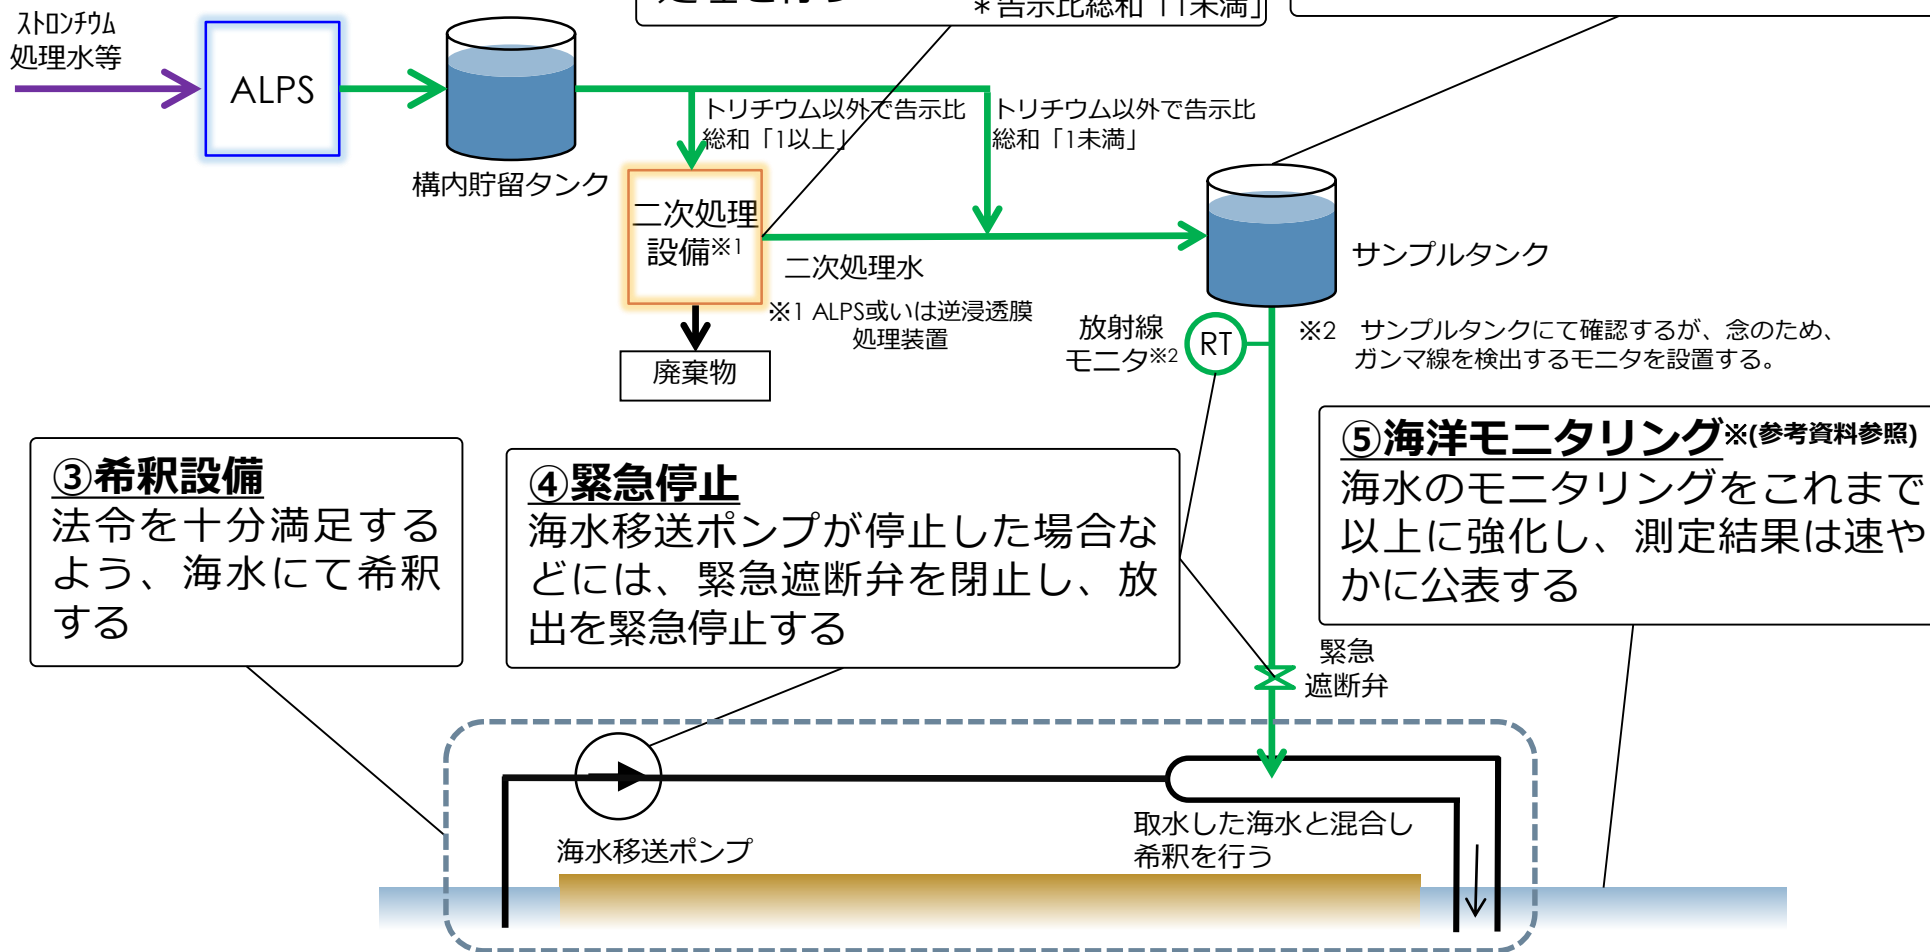 ＊告示比総和「1未満」
ｽﾄﾛﾝﾁｳﾑ
処理水等
ALPS
構内貯留タンク
トリチウム以外で告示比
総和「1以上」
トリチウム以外で告示比
総和「1未満」
二次処理
設備※1
二次処理水
※1 ALPS或いは逆浸透膜
処理装置
廃棄物
サンプルタンク
放射線
モニタ※2
RT
※2　サンプルタンクにて確認するが、念のため、
ガンマ線を検出するモニタを設置する。
③希釈設備
法令を十分満足する
よう、海水にて希釈
する
④緊急停止
海水移送ポンプが停止した場合な
どには、緊急遮断弁を閉止し、放
出を緊急停止する
⑤海洋モニタリング※(参考資料参照)
海水のモニタリングをこれまで
以上に強化し、測定結果は速や
かに公表する
緊急
遮断弁
海水移送ポンプ
取水した海水と混合し
希釈を行う